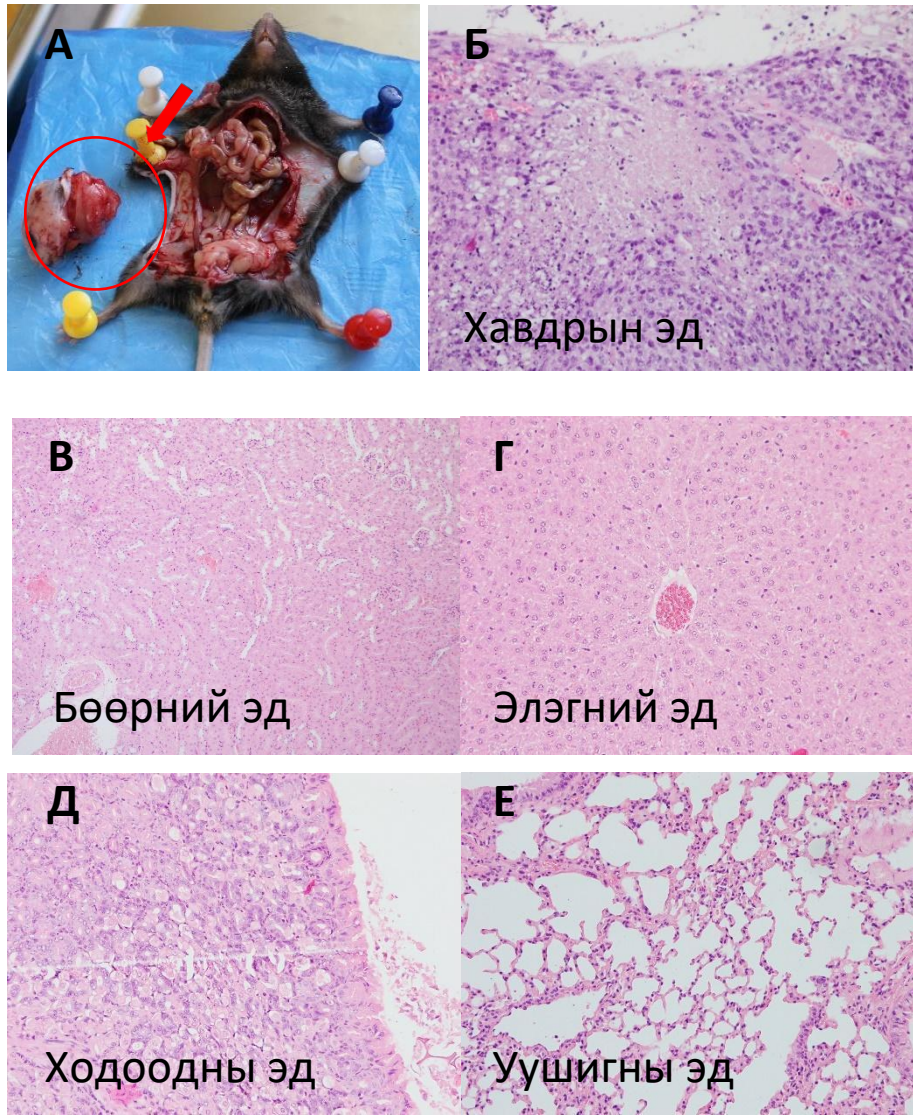 А
Б
Хавдрын эд
В
Бөөрний эд
Г
Элэгний эд
Д
Ходоодны эд
Е
Уушигны эд